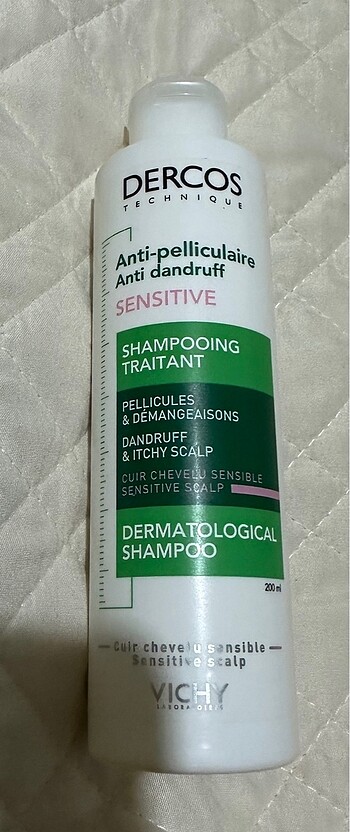 DERCOS
TECHNIQUE
Anti-pelliculaire
Anti dandruff
SENSITIVE
SHAMPOOING
TRAITANT
PELLICULES
& DÉMANGEAISONS
DANDRUFF
& ITCHY SCALP
CUIR CHEVELU SENSIBLE
SENSITIVE SCALP
DERMATOLOGICAL
SHAMPOO
200 ml
Cuir chevelu sensible
Sensitive scalp
VICHY
LABORATOIRES